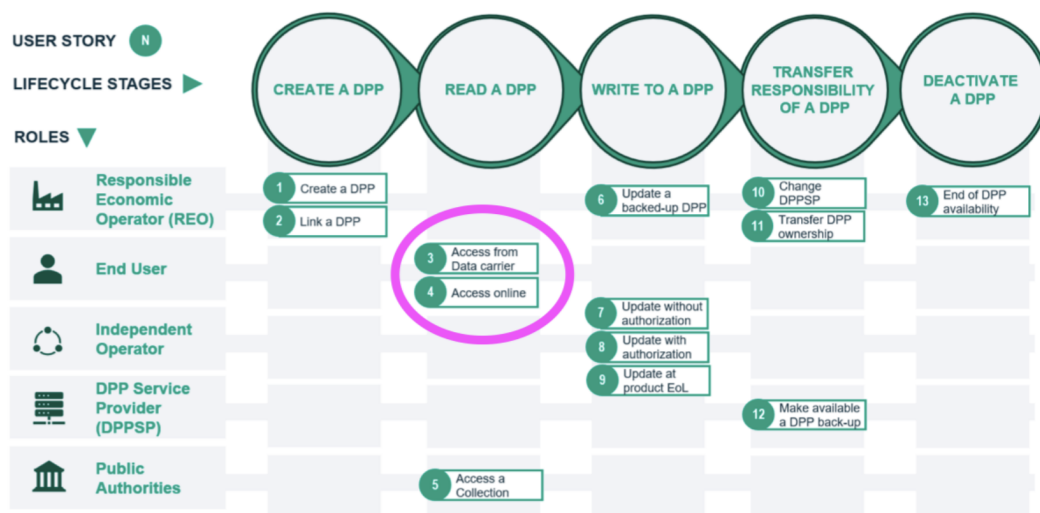 USER STORY N
LIFECYCLE STAGES
ROLES
CREATE A DPP
READ A DPP
WRITE TO A DPP
TRANSFER
RESPONSIBILITY
OF A DPP
DEACTIVATE
A DPP
Responsible
Economic
Operator (REO)
1 Create a DPP
2 Link a DPP
6 Update a
backed-up DPP
10 Change
DPPSP
11 Transfer DPP
ownership
13 End of DPP
availability
End User
3 Access from
Data carrier
4 Access online
Independent
Operator
7 Update without
authorization
8 Update with
authorization
9 Update at
product EoL
DPP Service
Provider
(DPPSP)
12 Make available
a DPP back-up
Public
Authorities
5 Access a
Collection